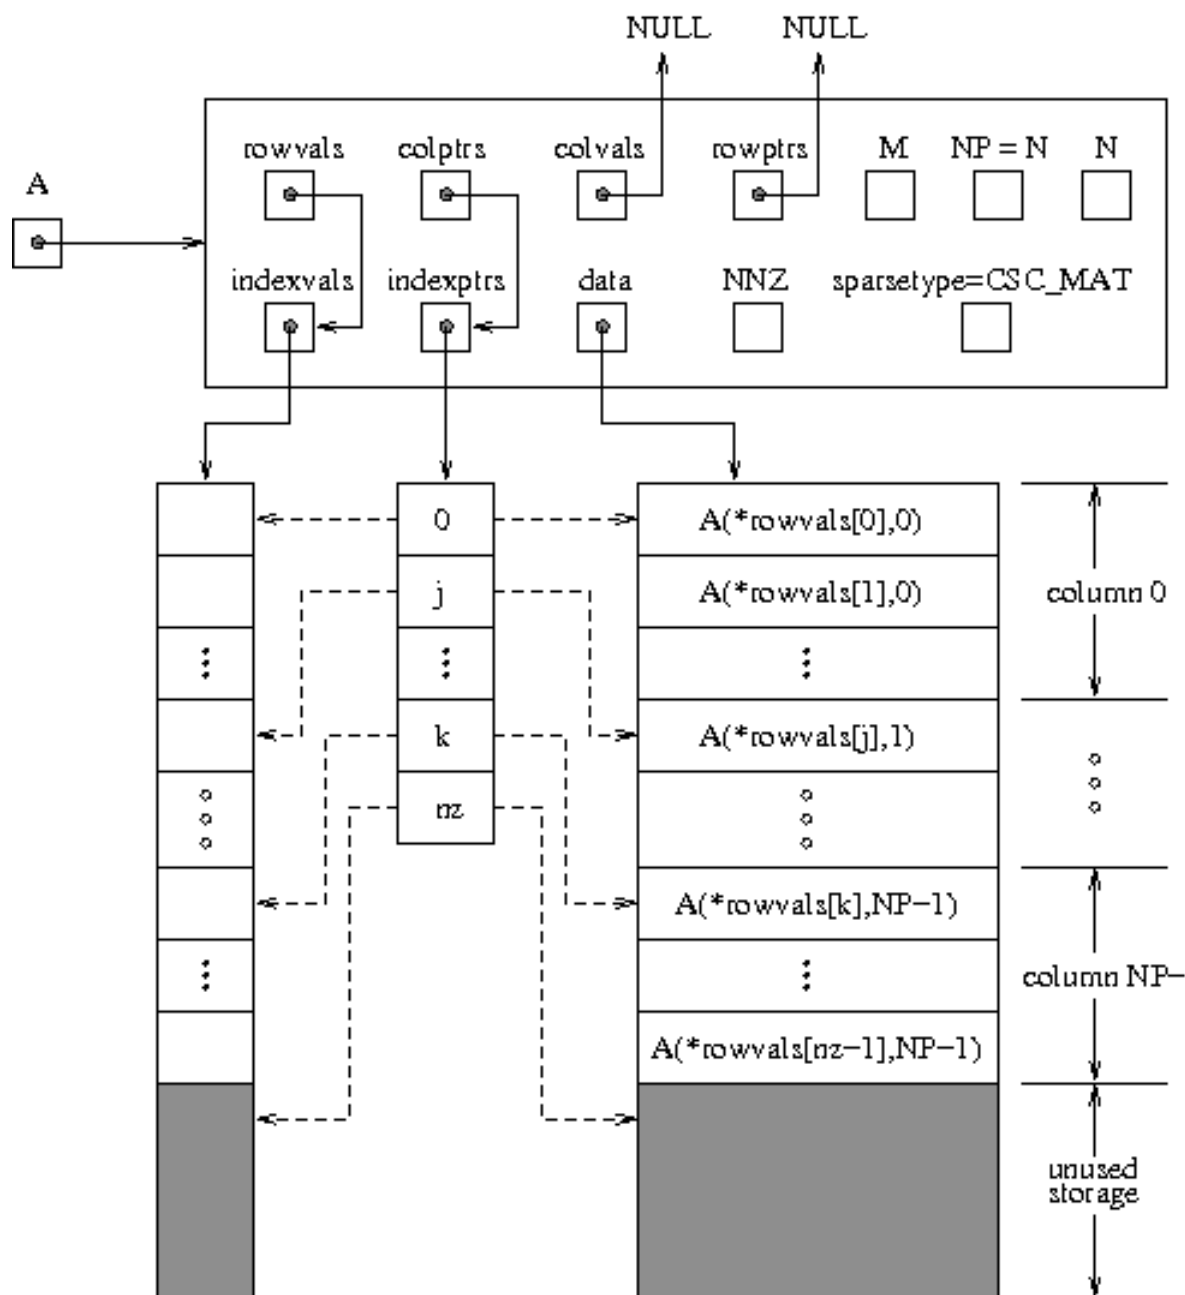 NULL NULL
rowvals colptrs colvals rowptrs M NP = N N
A
indexvals indexptrs data NNZ sparsetype=CSC_MAT
0 A(*rowvals[0],0)
j A(*rowvals[1],0) column 0
k A(*rowvals[j],1)
nz
A(*rowvals[k],NP−1)
column NP−
A(*rowvals[nz−1],NP−1)
unused
storage